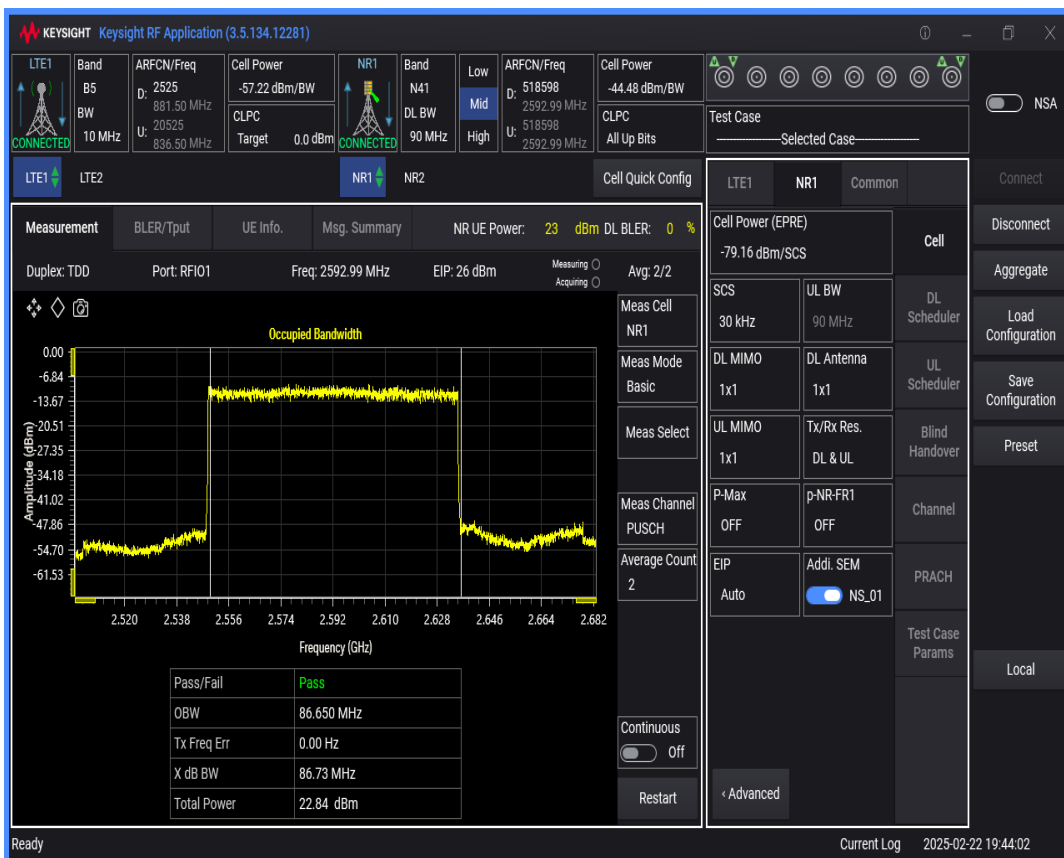 KEYSIGHT Keysight RF Application (3.5.134.12281)
LTE1
CONNECTED
Band
B5
BW
10 MHz
ARFCN/Freq
D: 2525
881.50 MHz
U: 20525
836.50 MHz
Cell Power
-57.22 dBm/BW
CLPC
Target 0.0 dBm
NR1
CONNECTED
Band
N41
DL BW
90 MHz
Low
Mid
High
ARFCN/Freq
D: 518598
2592.99 MHz
U: 518598
2592.99 MHz
Cell Power
-44.48 dBm/BW
CLPC
All Up Bits
Test Case
----------------Selected Case----------------
NSA
LTE1 LTE2 NR1 NR2 Cell Quick Config
Measurement BLER/Tput UE Info. Msg. Summary NR UE Power: 23 dBm DL BLER: 0 %
Duplex: TDD Port: RFIO1 Freq: 2592.99 MHz EIP: 26 dBm Measuring Avg: 2/2
Acquiring
Occupied Bandwidth
Amplitude (dBm)
0.00
-6.84
-13.67
-20.51
-27.35
-34.18
-41.02
-47.86
-54.70
-61.53
2.520 2.538 2.556 2.574 2.592 2.610 2.628 2.646 2.664 2.682
Frequency (GHz)
Pass/Fail Pass
OBW 86.650 MHz
Tx Freq Err 0.00 Hz
X dB BW 86.73 MHz
Total Power 22.84 dBm
Meas Cell
NR1
Meas Mode
Basic
Meas Select
Meas Channel
PUSCH
Average Count
2
Continuous
Off
Restart
LTE1 NR1 Common
Cell Power (EPRE)
-79.16 dBm/SCS
SCS
30 kHz
UL BW
90 MHz
DL MIMO
1x1
DL Antenna
1x1
UL MIMO
1x1
Tx/Rx Res.
DL & UL
P-Max
OFF
p-NR-FR1
OFF
EIP
Auto
Addi. SEM
NS_01
‹ Advanced
Cell
DL
Scheduler
UL
Scheduler
Blind
Handover
Channel
PRACH
Test Case
Params
Connect
Disconnect
Aggregate
Load
Configuration
Save
Configuration
Preset
Local
Ready Current Log 2025-02-22 19:44:02